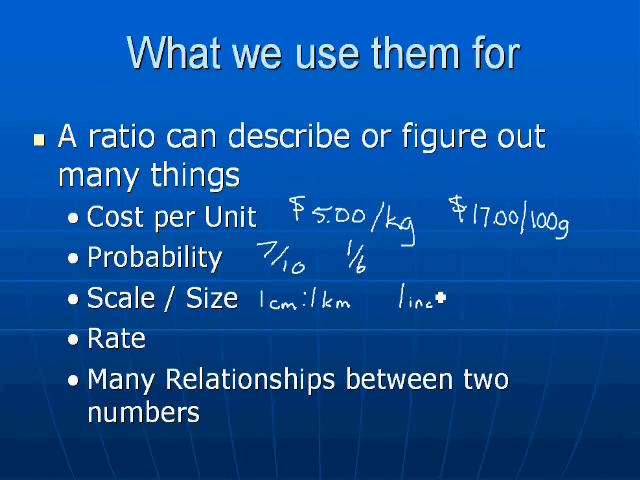 What we use them for
A ratio can describe or figure out
many things
• Cost per Unit $5.00/kg $17.00/100g
• Probability 7/10 1/6
• Scale / Size 1cm:1km 1inc
• Rate
• Many Relationships between two
numbers